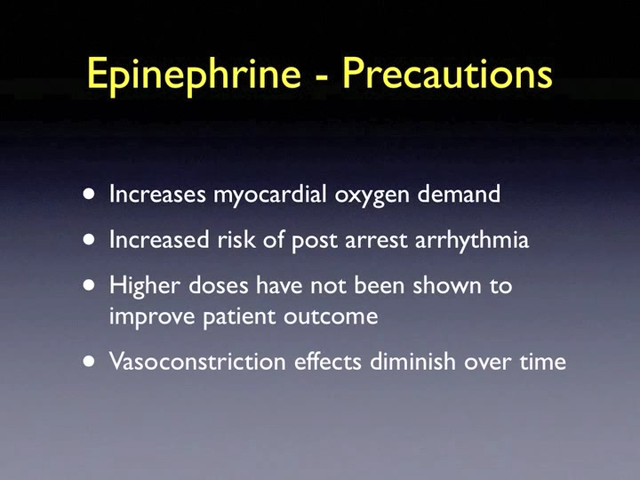 Epinephrine - Precautions
• Increases myocardial oxygen demand
• Increased risk of post arrest arrhythmia
• Higher doses have not been shown to
improve patient outcome
• Vasoconstriction effects diminish over time